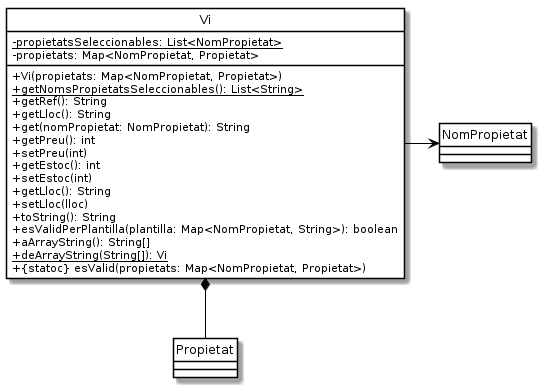 Vi
-propietatsSeleccionables: List<NomPropietat>
-propietats: Map<NomPropietat, Propietat>
+Vi(propietats: Map<NomPropietat, Propietat>)
+getNomsPropietatsSeleccionables(): List<String>
+getRef(): String
+getLloc(): String
+get(nomPropietat: NomPropietat): String
+getPreu(): int
+setPreu(int)
+getEstoc(): int
+setEstoc(int)
+getLloc(): String
+setLloc(lloc)
+toString(): String
+esValidPerPlantilla(plantilla: Map<NomPropietat, String>): boolean
+aArrayString(): String[]
+deArrayString(String[]): Vi
+{statoc} esValid(propietats: Map<NomPropietat, Propietat>)
NomPropietat
Propietat